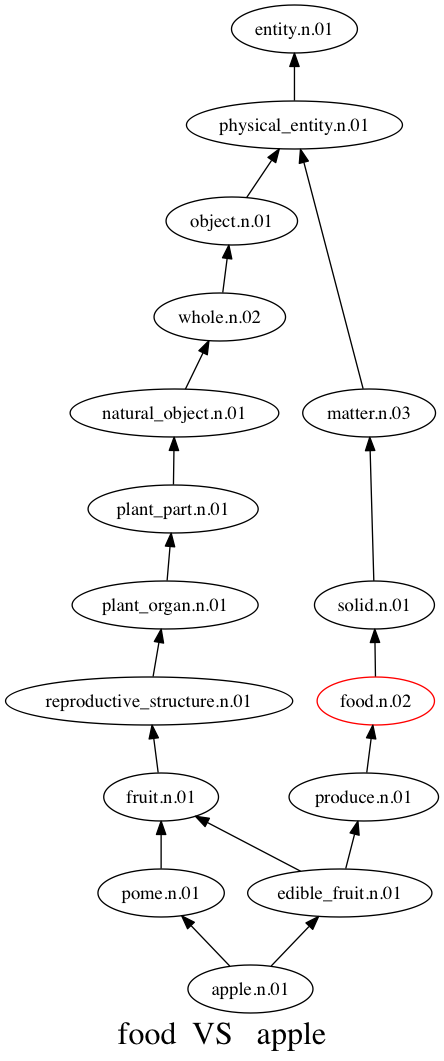 entity.n.01
physical_entity.n.01
object.n.01
whole.n.02
natural_object.n.01
matter.n.03
plant_part.n.01
plant_organ.n.01
solid.n.01
reproductive_structure.n.01
food.n.02
fruit.n.01
produce.n.01
pome.n.01
edible_fruit.n.01
apple.n.01
food VS apple